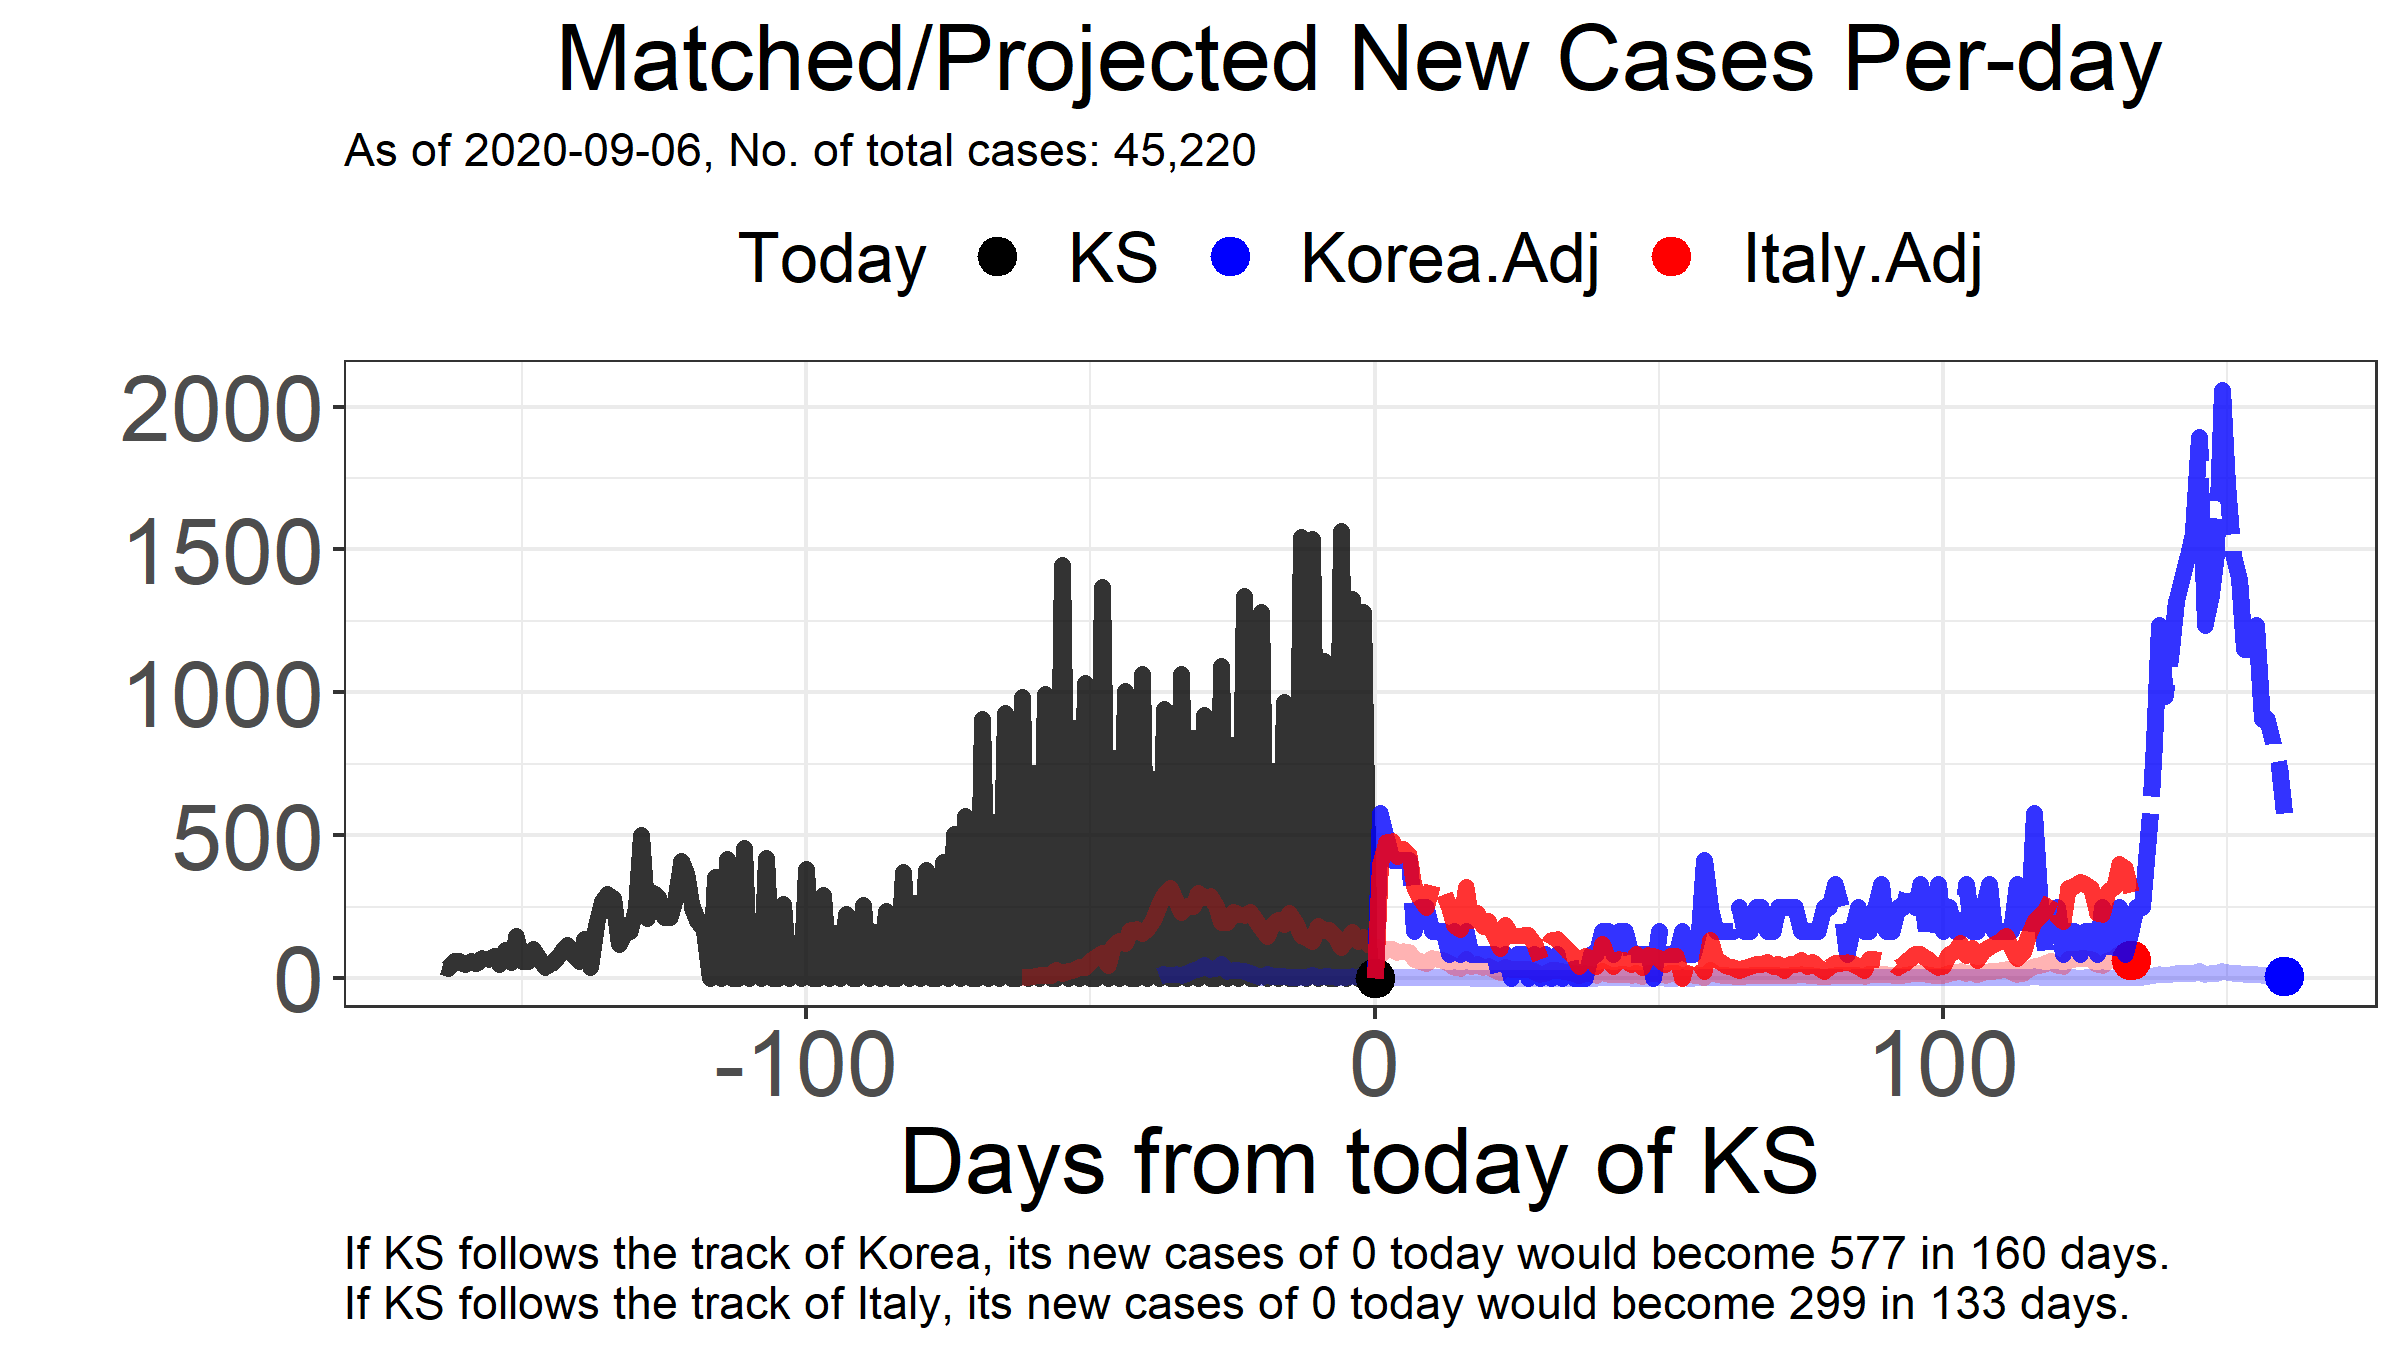 Matched/Projected New Cases Per-day
As of 2020-09-06, No. of total cases: 45,220
Today KS Korea.Adj Italy.Adj
2000
1500
1000
500
0
-100 0 100
Days from today of KS
If KS follows the track of Korea, its new cases of 0 today would become 577 in 160 days.
If KS follows the track of Italy, its new cases of 0 today would become 299 in 133 days.